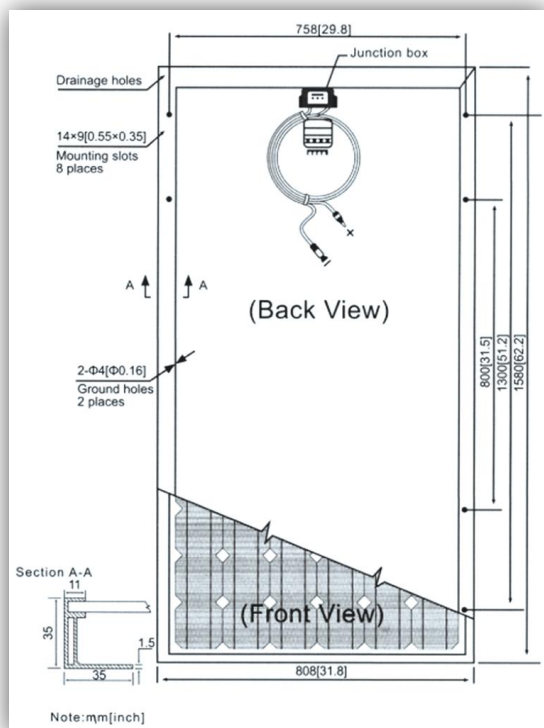 758[29.8]
Junction box
Drainage holes
14×9[0.55×0.35]
Mounting slots
8 places
A
A
(Back View)
2-Φ4[Φ0.16]
Ground holes
2 places
800[31.5]
1300[51.2]
1580[62.2]
Section A-A
11
35
1.5
35
(Front View)
808[31.8]
Note:mm[inch]